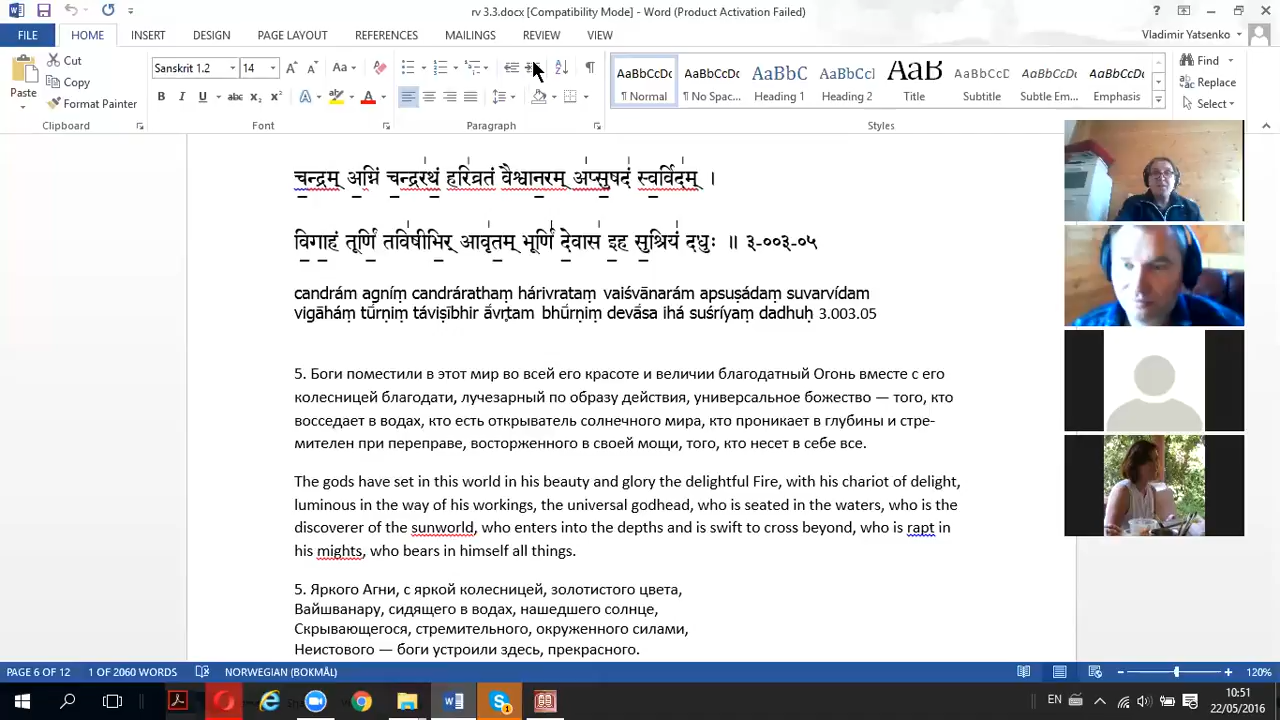 rv 3.3.docx [Compatibility Mode] - Word (Product Activation Failed)
FILE HOME INSERT DESIGN PAGE LAYOUT REFERENCES MAILINGS REVIEW VIEW Vladimir Yatsenko
Paste Cut Copy Format Painter Clipboard
Sanskrit 1.2 14 Font
Paragraph
AaBbCcDc AaBbCcDc AaBbC AaBbCcI AaB AaBbCcD AaBbCcDc AaBbCcDc
¶ Normal ¶ No Spac... Heading 1 Heading 2 Title Subtitle Subtle Em... Emphasis
Styles
Find Replace Select Editing
चन्द्रम् अग्निं चन्द्ररथं हरिव्रतं वैश्वानरम् अप्सुषदं स्वर्विदम् ।
विगाहं तूर्णिं तविषीभिर् आवृतम् भूर्णिं देवास इह सुश्रियं दधुः ॥ ३-००३-०५
candrám agníṃ candrárathaṃ hárivrataṃ vaiśvānarám apsuṣádaṃ suvarvídam
vigāháṃ tū́rṇiṃ táviṣībhir ā́vr̥tam bhū́rṇiṃ devā́sa ihá suśríyaṃ dadhuḥ 3.003.05
5. Боги поместили в этот мир во всей его красоте и величии благодатный Огонь вместе с его
колесницей благодати, лучезарный по образу действия, универсальное божество — того, кто
восседает в водах, кто есть открыватель солнечного мира, кто проникает в глубины и стре-
мителен при переправе, восторженного в своей мощи, того, кто несет в себе все.
The gods have set in this world in his beauty and glory the delightful Fire, with his chariot of delight,
luminous in the way of his workings, the universal godhead, who is seated in the waters, who is the
discoverer of the sunworld, who enters into the depths and is swift to cross beyond, who is rapt in
his mights, who bears in himself all things.
5. Яркого Агни, с яркой колесницей, золотистого цвета,
Вайшванару, сидящего в водах, нашедшего солнце,
Скрывающегося, стремительного, окруженного силами,
Неистового — боги устроили здесь, прекрасного.
PAGE 6 OF 12 1 OF 2060 WORDS NORWEGIAN (BOKMÅL) 120%
EN 10:51
22/05/2016